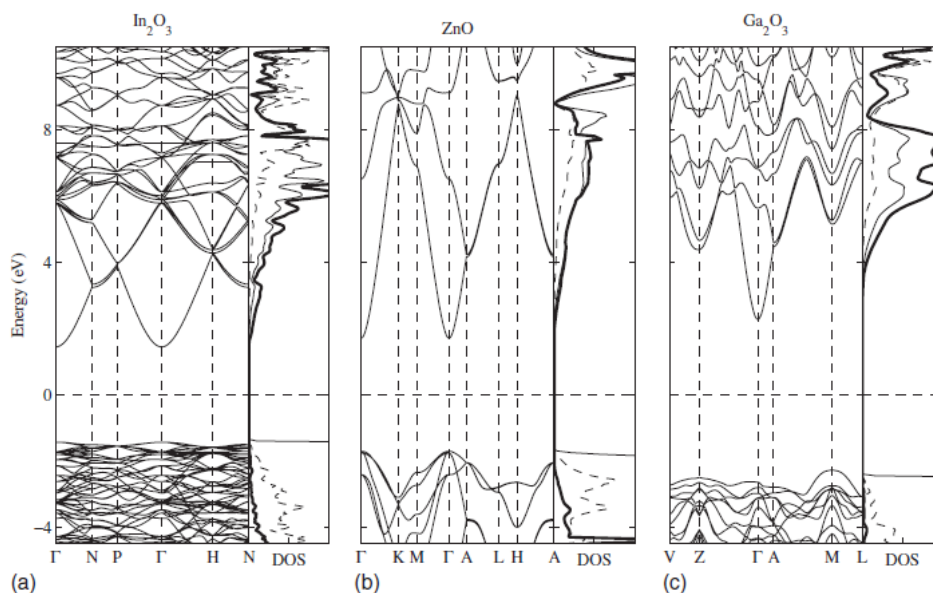 In₂O₃ ZnO Ga₂O₃
Energy (eV)
8
4
0
−4
Γ N P Γ H N DOS
Γ K M Γ A L H A DOS
V Z Γ A M L DOS
(a) (b) (c)